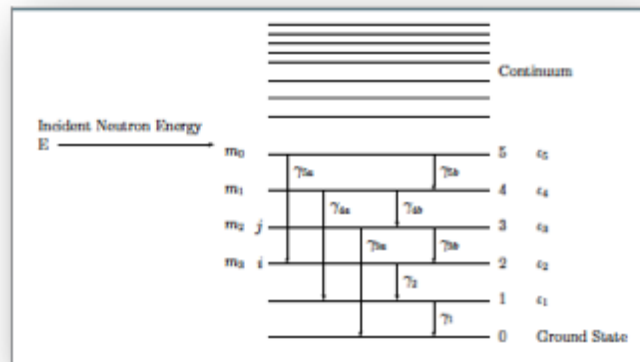 Continuum
Incident Neutron Energy
E
m₀ 5 ε₅
γ₅ₐ γ₅b
m₁ 4 ε₄
γ₄ₐ γ₄b
m₂ j 3 ε₃
γ₃ₐ γ₃b
m₃ i 2 ε₂
γ₂
1 ε₁
γ₁
0 Ground State